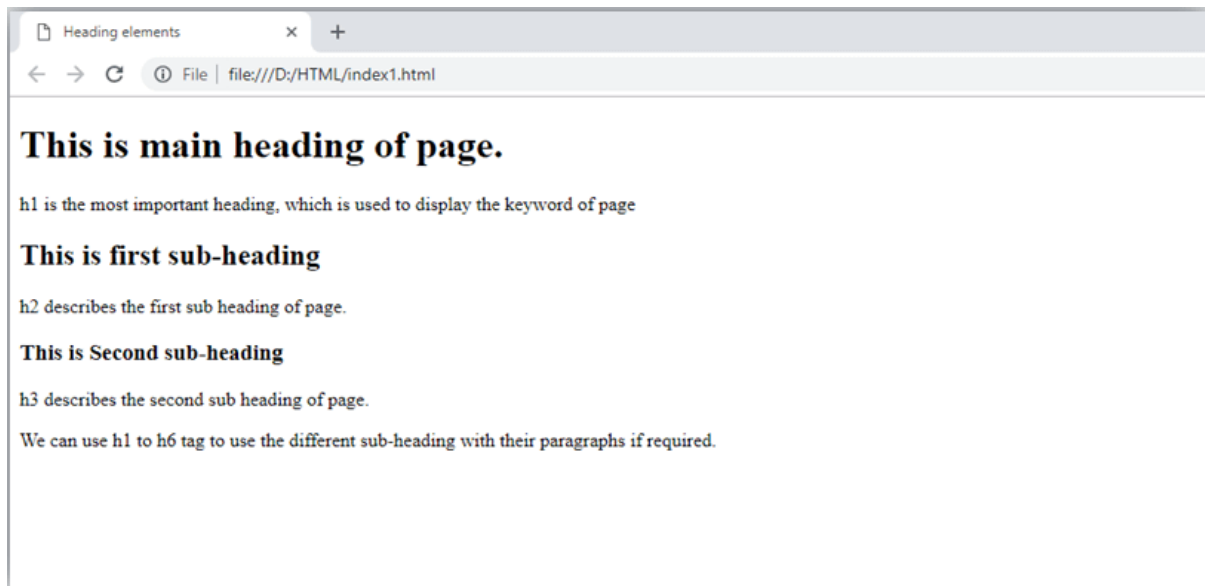 Heading elements
File | file:///D:/HTML/index1.html
This is main heading of page.
h1 is the most important heading, which is used to display the keyword of page
This is first sub-heading
h2 describes the first sub heading of page.
This is Second sub-heading
h3 describes the second sub heading of page.
We can use h1 to h6 tag to use the different sub-heading with their paragraphs if required.